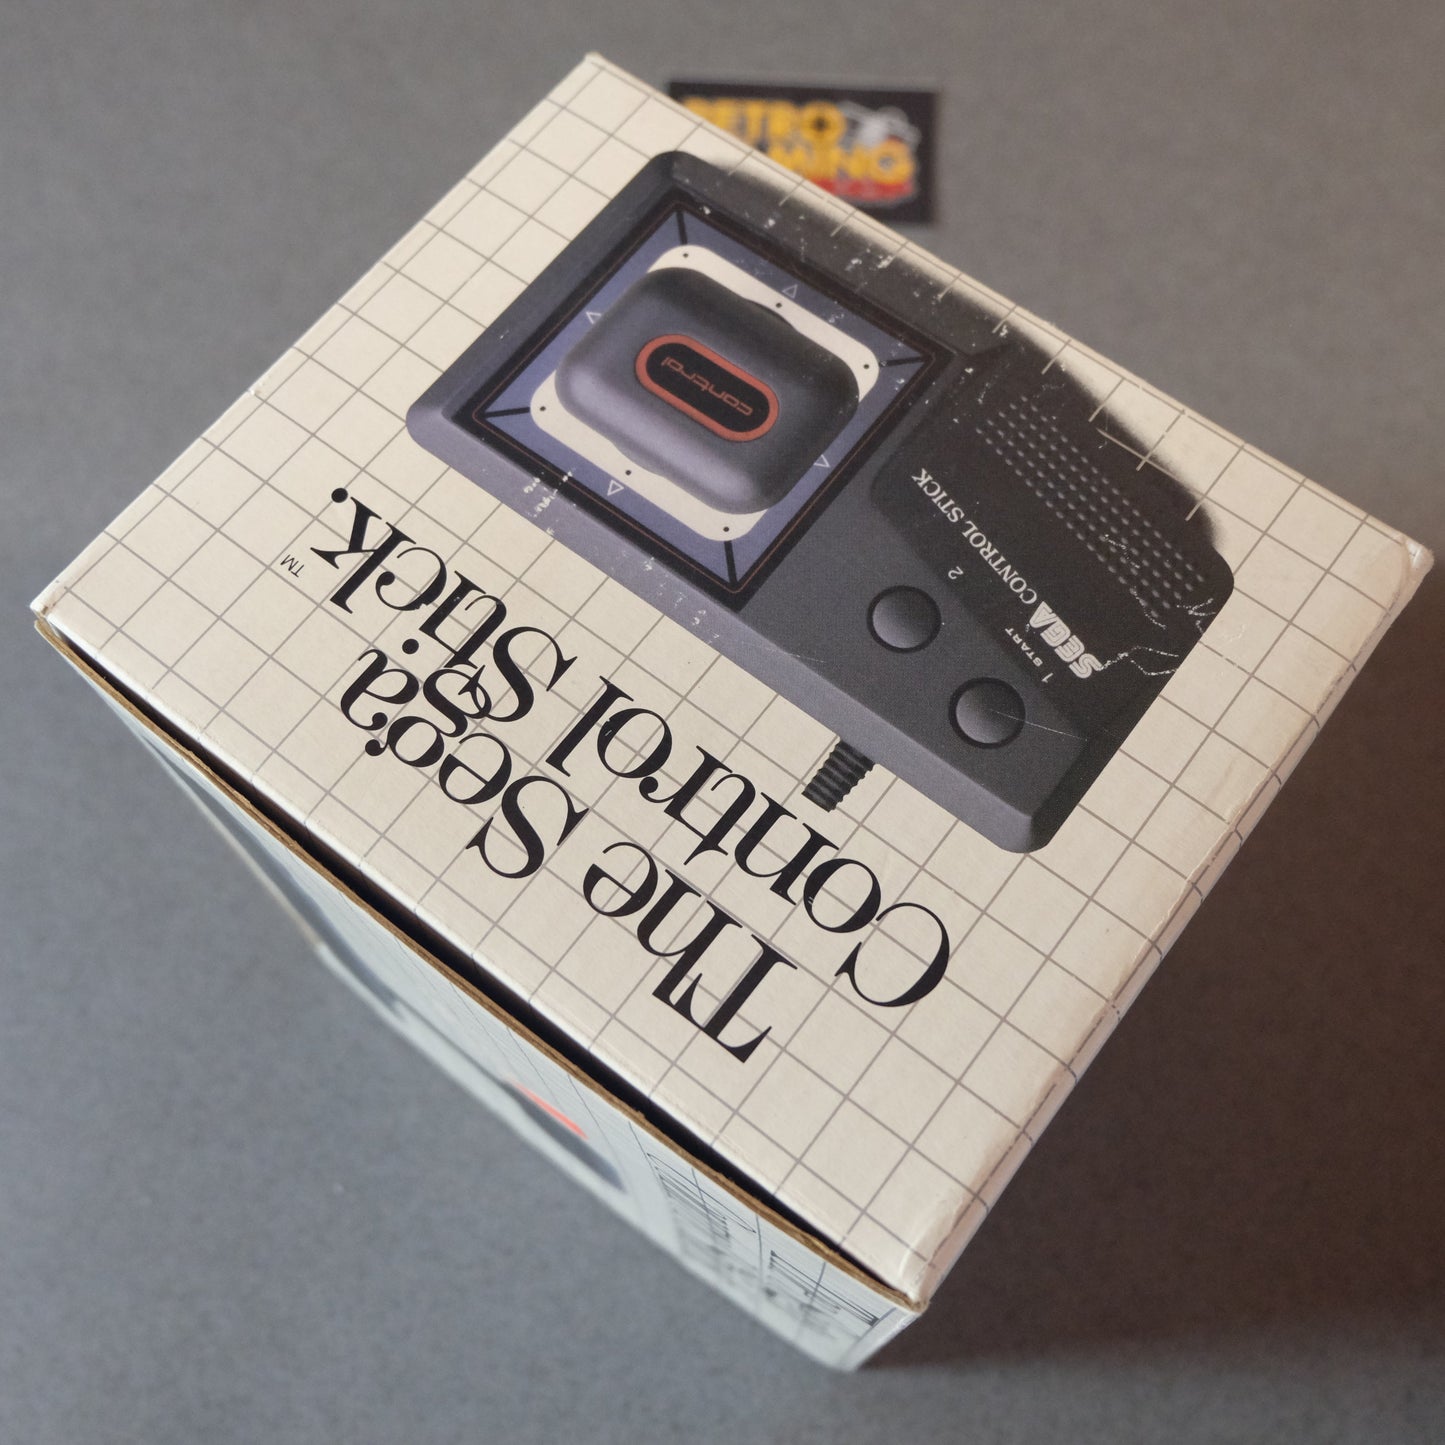 The Sega
Control Stick.™
control
SEGA CONTROL STICK
1 2
START
RETRO